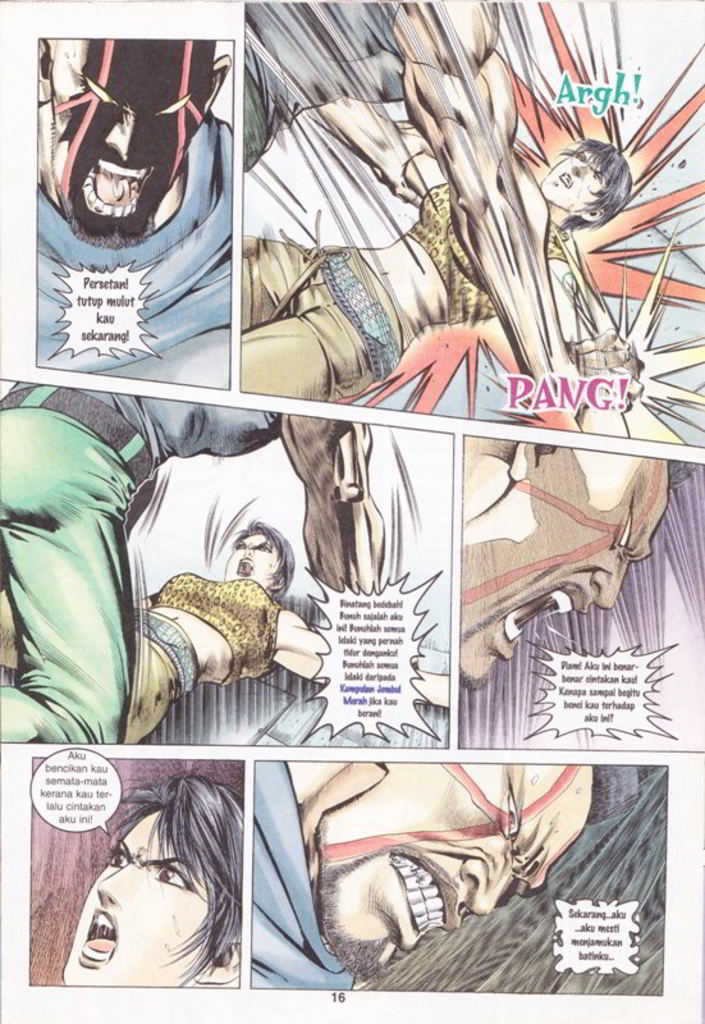 Persetan!
tutup mulut
kau
sekarang!
Argh!
PANG!
Binatang bedebah!
Bunuh sajalah aku
ini! Bunuhlah semua
lelaki yang pernah
tidur denganku!
Bunuhlah semua
lelaki daripada
Kumpulan Jembul
Merah jika kau
berani!
Diam! Aku ini benar-
benar cintakan kau!
Kenapa sampai begitu
benci kau terhadap
aku ini?
Aku
bencikan kau
semata-mata
kerana kau ter-
lalu cintakan
aku ini!
Sekarang...aku
...aku mesti
menjamukan
batinku...
16